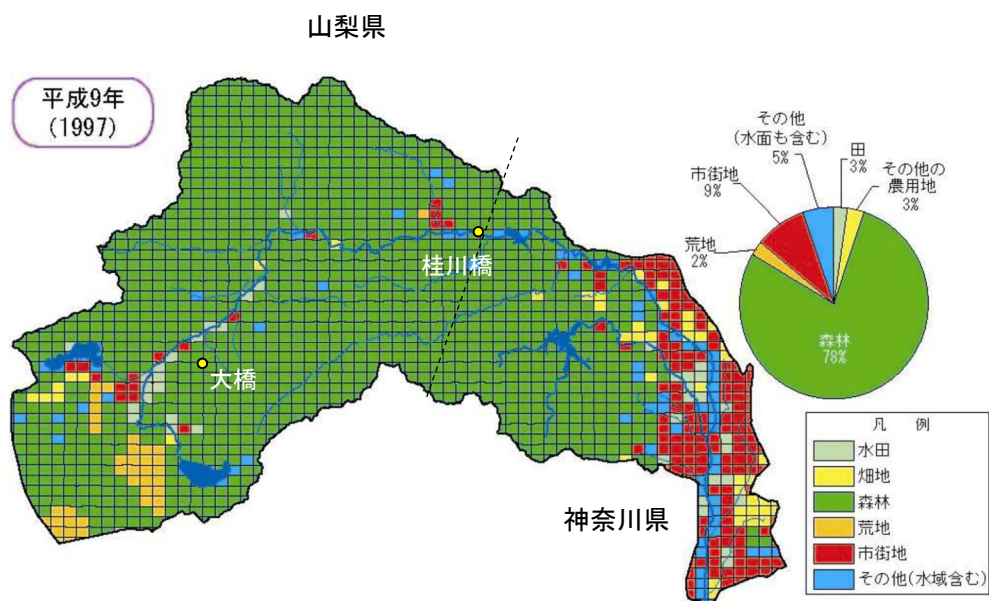 山梨県
平成9年
(1997)
その他
(水面も含む)
5%
田
3%
その他の
農用地
3%
市街地
9%
荒地
2%
森林
78%
桂川橋
大橋
神奈川県
凡 例
水田
畑地
森林
荒地
市街地
その他(水域含む)